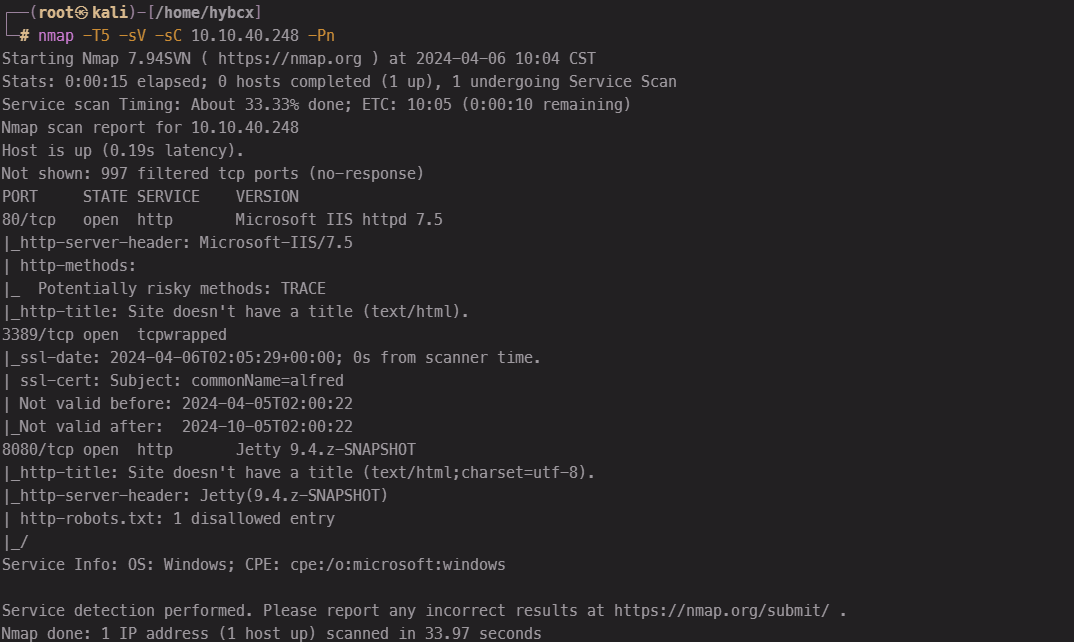 ┌──(root㉿kali)-[/home/hybcx]
└─# nmap -T5 -sV -sC 10.10.40.248 -Pn
Starting Nmap 7.94SVN ( https://nmap.org ) at 2024-04-06 10:04 CST
Stats: 0:00:15 elapsed; 0 hosts completed (1 up), 1 undergoing Service Scan
Service scan Timing: About 33.33% done; ETC: 10:05 (0:00:10 remaining)
Nmap scan report for 10.10.40.248
Host is up (0.19s latency).
Not shown: 997 filtered tcp ports (no-response)
PORT     STATE SERVICE    VERSION
80/tcp   open  http       Microsoft IIS httpd 7.5
|_http-server-header: Microsoft-IIS/7.5
| http-methods:
|_  Potentially risky methods: TRACE
|_http-title: Site doesn't have a title (text/html).
3389/tcp open  tcpwrapped
|_ssl-date: 2024-04-06T02:05:29+00:00; 0s from scanner time.
| ssl-cert: Subject: commonName=alfred
| Not valid before: 2024-04-05T02:00:22
|_Not valid after:  2024-10-05T02:00:22
8080/tcp open  http       Jetty 9.4.z-SNAPSHOT
|_http-title: Site doesn't have a title (text/html;charset=utf-8).
|_http-server-header: Jetty(9.4.z-SNAPSHOT)
| http-robots.txt: 1 disallowed entry
|_/
Service Info: OS: Windows; CPE: cpe:/o:microsoft:windows

Service detection performed. Please report any incorrect results at https://nmap.org/submit/ .
Nmap done: 1 IP address (1 host up) scanned in 33.97 seconds